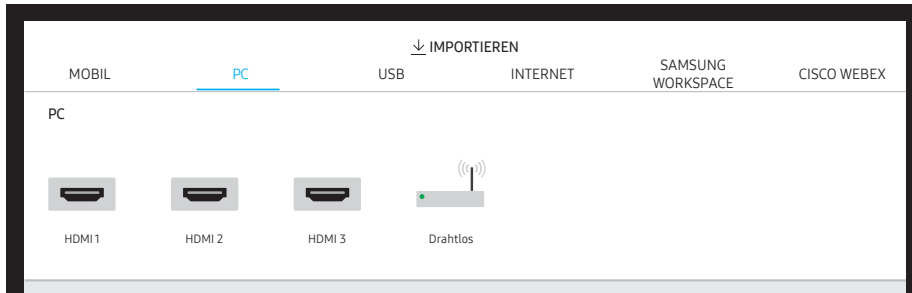 IMPORTIEREN
MOBIL
PC
USB
INTERNET
SAMSUNG
WORKSPACE
CISCO WEBEX
PC
HDMI 1
HDMI 2
HDMI 3
Drahtlos